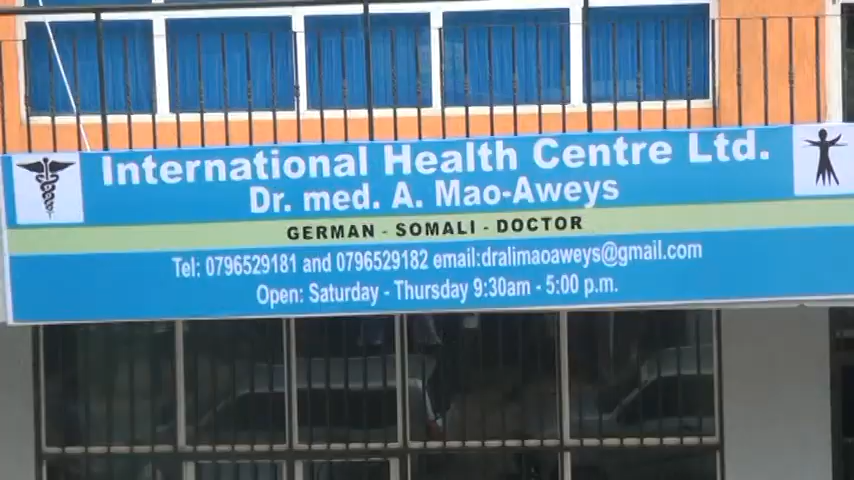 International Health Centre Ltd.
Dr. med. A. Mao-Aweys
GERMAN - SOMALI - DOCTOR
Tel: 0796529181 and 0796529182 email:dralimaoaweys@gmail.com
Open: Saturday - Thursday 9:30am - 5:00 p.m.